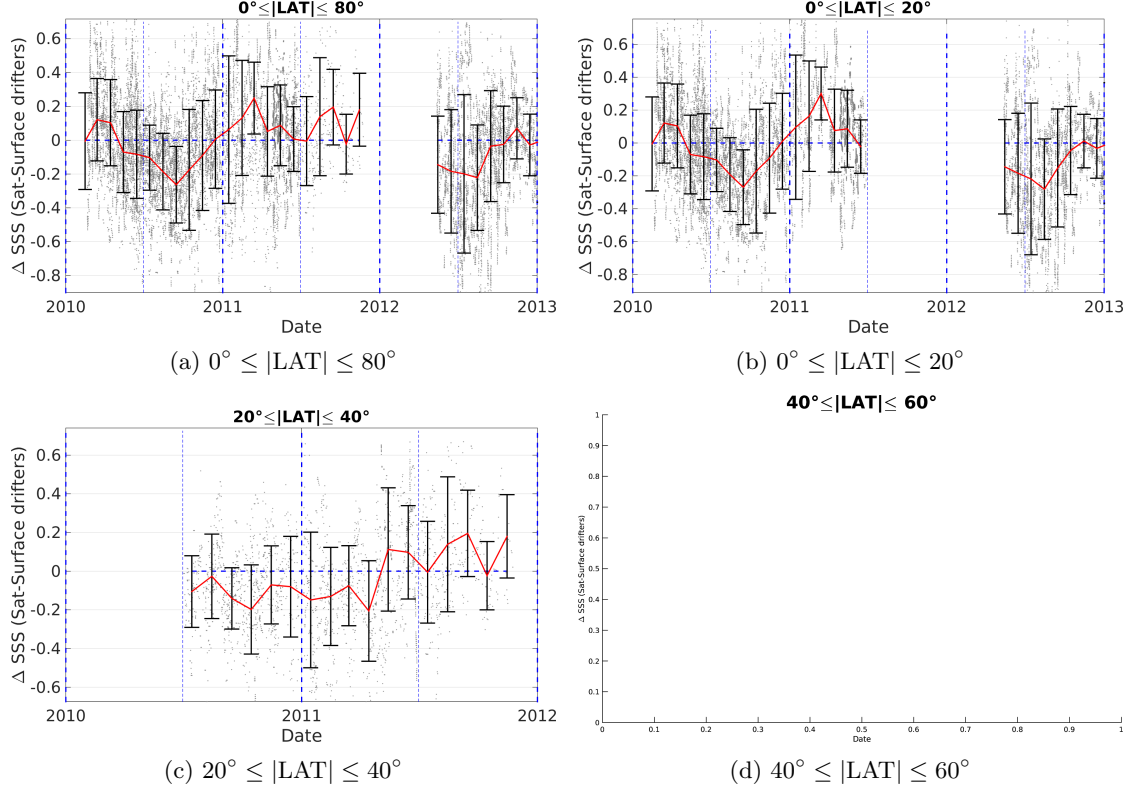 0°≤|LAT|≤ 80°
Δ SSS (Sat-Surface drifters)
0.6
0.4
0.2
0
-0.2
-0.4
-0.6
-0.8
2010 2011 2012 2013
Date
(a) 0° ≤ |LAT| ≤ 80°
0°≤|LAT|≤ 20°
Δ SSS (Sat-Surface drifters)
0.6
0.4
0.2
0
-0.2
-0.4
-0.6
-0.8
2010 2011 2012 2013
Date
(b) 0° ≤ |LAT| ≤ 20°
20°≤|LAT|≤ 40°
Δ SSS (Sat-Surface drifters)
0.6
0.4
0.2
0
-0.2
-0.4
-0.6
2010 2011 2012
Date
(c) 20° ≤ |LAT| ≤ 40°
40°≤|LAT|≤ 60°
Δ SSS (Sat-Surface drifters)
1
0.9
0.8
0.7
0.6
0.5
0.4
0.3
0.2
0.1
0
0 0.1 0.2 0.3 0.4 0.5 0.6 0.7 0.8 0.9 1
Date
(d) 40° ≤ |LAT| ≤ 60°